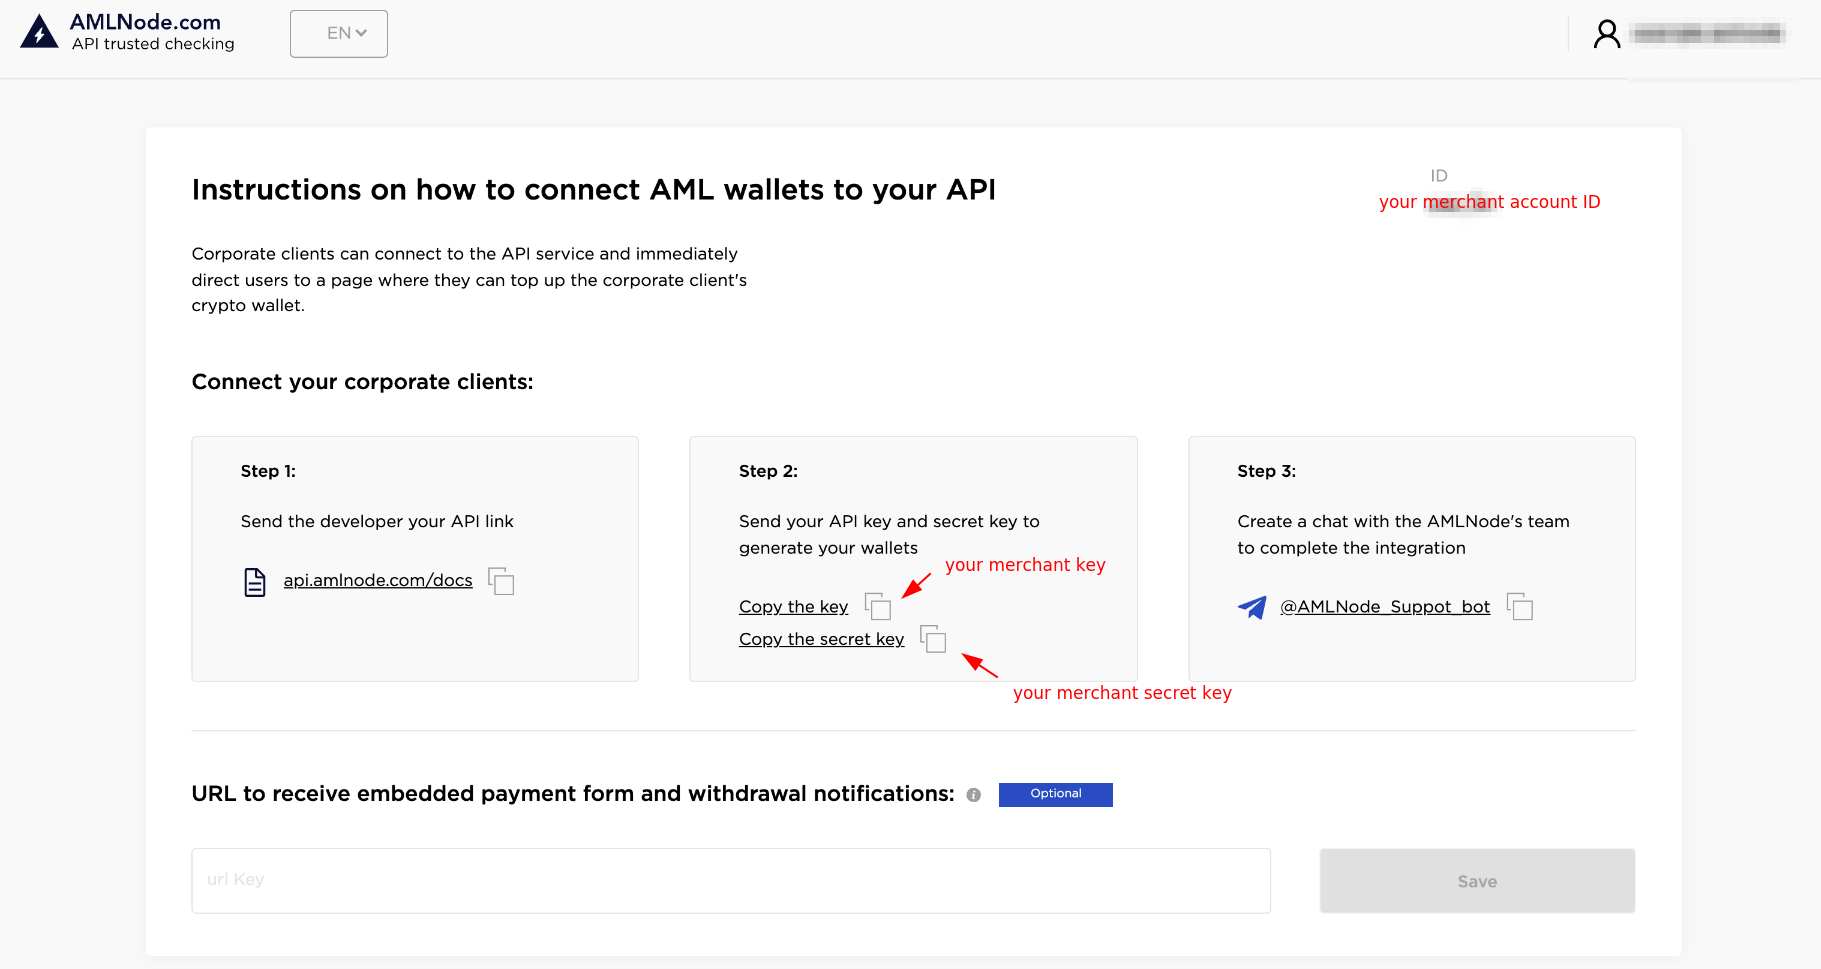 AMLNode.com
API trusted checking
EN
Instructions on how to connect AML wallets to your API
ID
your merchant account ID
Corporate clients can connect to the API service and immediately
direct users to a page where they can top up the corporate client's
crypto wallet.
Connect your corporate clients:
Step 1:
Send the developer your API link
api.amlnode.com/docs
Step 2:
Send your API key and secret key to
generate your wallets
your merchant key
Copy the key
Copy the secret key
your merchant secret key
Step 3:
Create a chat with the AMLNode's team
to complete the integration
@AMLNode_Suppot_bot
URL to receive embedded payment form and withdrawal notifications:
Optional
url Key
Save